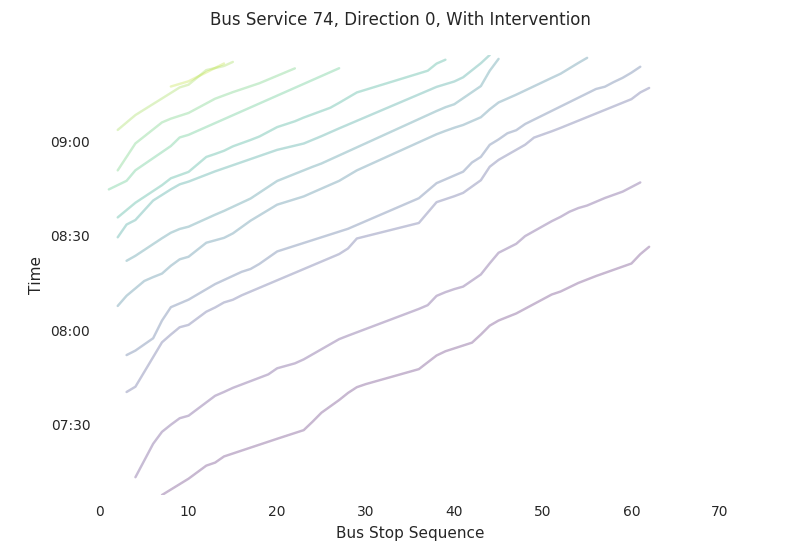 Bus Service 74, Direction 0, With Intervention
09:00
08:30
Time
08:00
07:30
0 10 20 30 40 50 60 70
Bus Stop Sequence